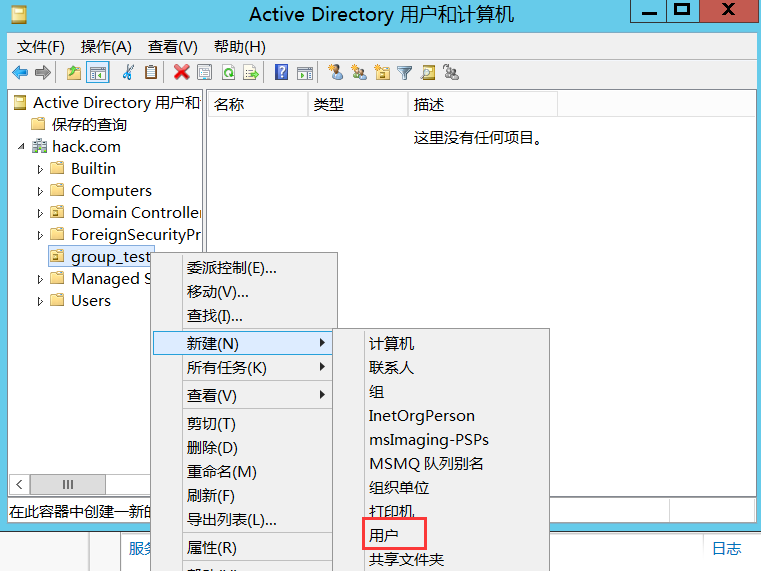 Active Directory 用户和计算机
文件(F) 操作(A) 查看(V) 帮助(H)
Active Directory 用户和
保存的查询
hack.com
Builtin
Computers
Domain Controller
ForeignSecurityPr
group_test
Managed S
Users
名称 类型 描述
这里没有任何项目。
委派控制(E)...
移动(V)...
查找(I)...
新建(N)
所有任务(K)
查看(V)
剪切(T)
删除(D)
重命名(M)
刷新(F)
导出列表(L)...
属性(R)
计算机
联系人
组
InetOrgPerson
msImaging-PSPs
MSMQ 队列别名
组织单位
打印机
用户
共享文件夹
在此容器中创建一新的
服务
日志